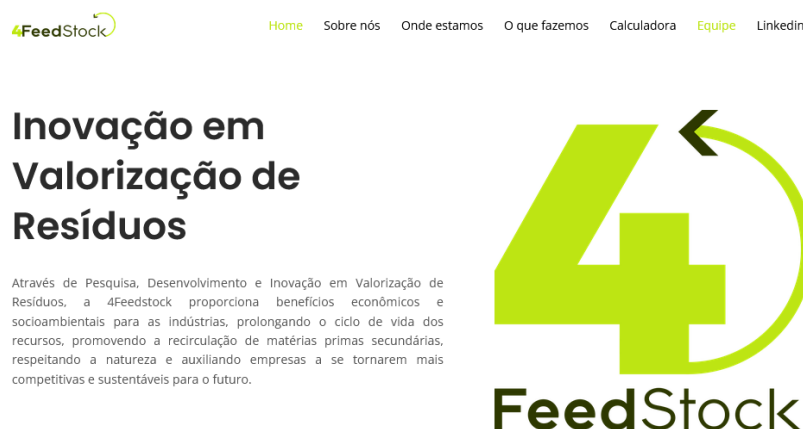 4FeedStock
Home Sobre nós Onde estamos O que fazemos Calculadora Equipe Linkedin
Inovação em
Valorização de
Resíduos
Através de Pesquisa, Desenvolvimento e Inovação em Valorização de
Resíduos, a 4Feedstock proporciona benefícios econômicos e
socioambientais para as indústrias, prolongando o ciclo de vida dos
recursos, promovendo a recirculação de matérias primas secundárias,
respeitando a natureza e auxiliando empresas a se tornarem mais
competitivas e sustentáveis para o futuro.
4
FeedStock